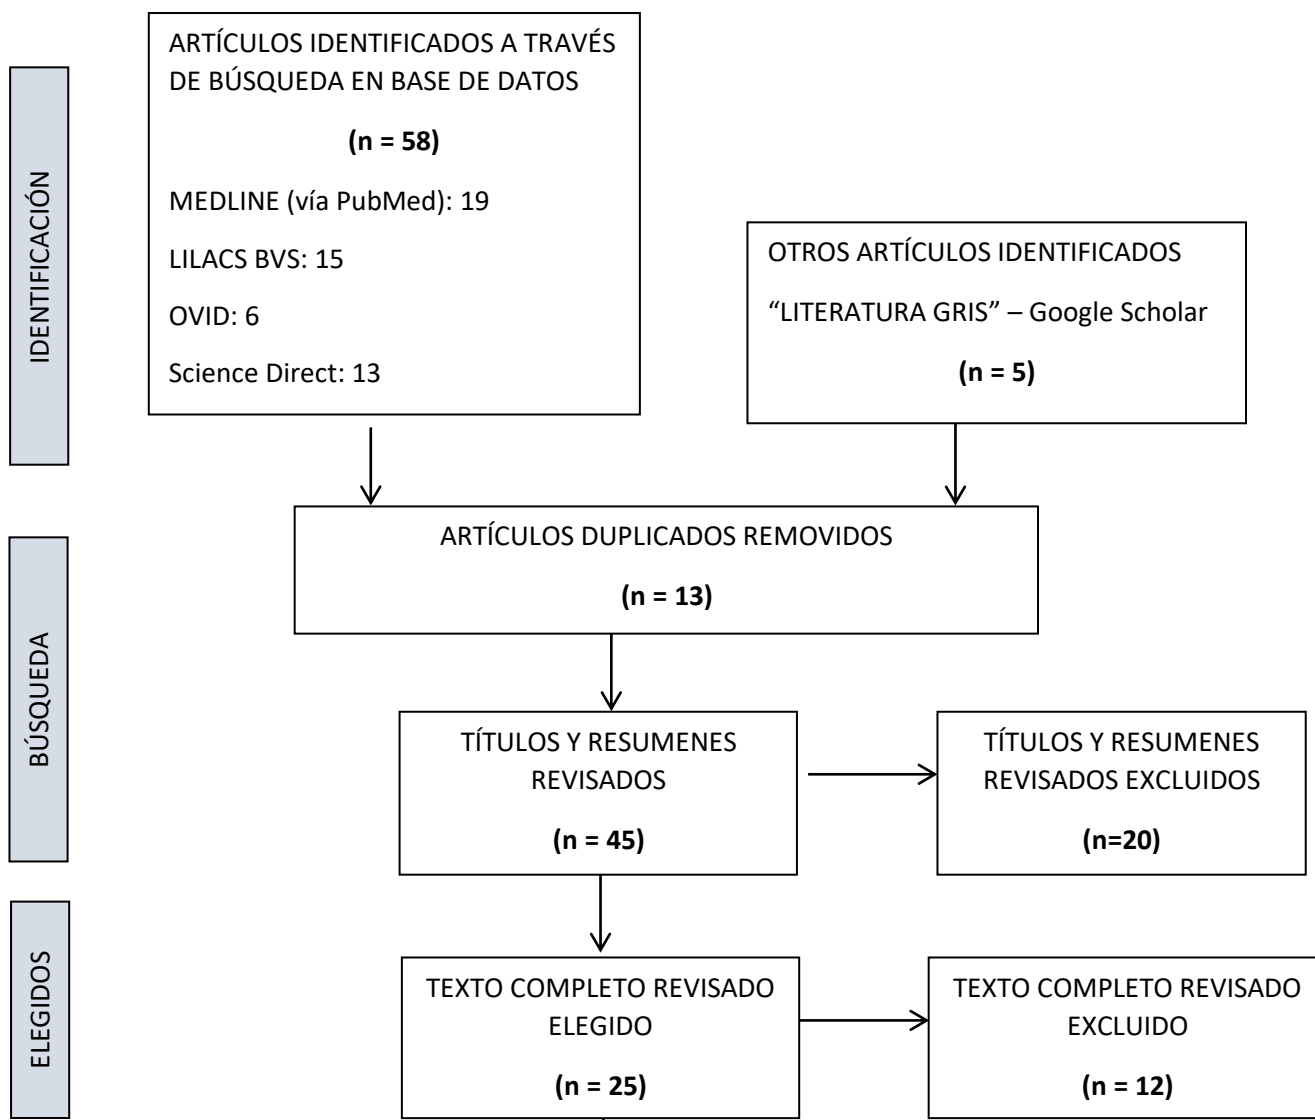 IDENTIFICACIÓN
ARTÍCULOS IDENTIFICADOS A TRAVÉS
DE BÚSQUEDA EN BASE DE DATOS
(n = 58)
MEDLINE (vía PubMed): 19
LILACS BVS: 15
OVID: 6
Science Direct: 13
OTROS ARTÍCULOS IDENTIFICADOS
“LITERATURA GRIS” – Google Scholar
(n = 5)
BÚSQUEDA
ARTÍCULOS DUPLICADOS REMOVIDOS
(n = 13)
TÍTULOS Y RESUMENES
REVISADOS
(n = 45)
TÍTULOS Y RESUMENES
REVISADOS EXCLUIDOS
(n=20)
ELEGIDOS
TEXTO COMPLETO REVISADO
ELEGIDO
(n = 25)
TEXTO COMPLETO REVISADO
EXCLUIDO
(n = 12)